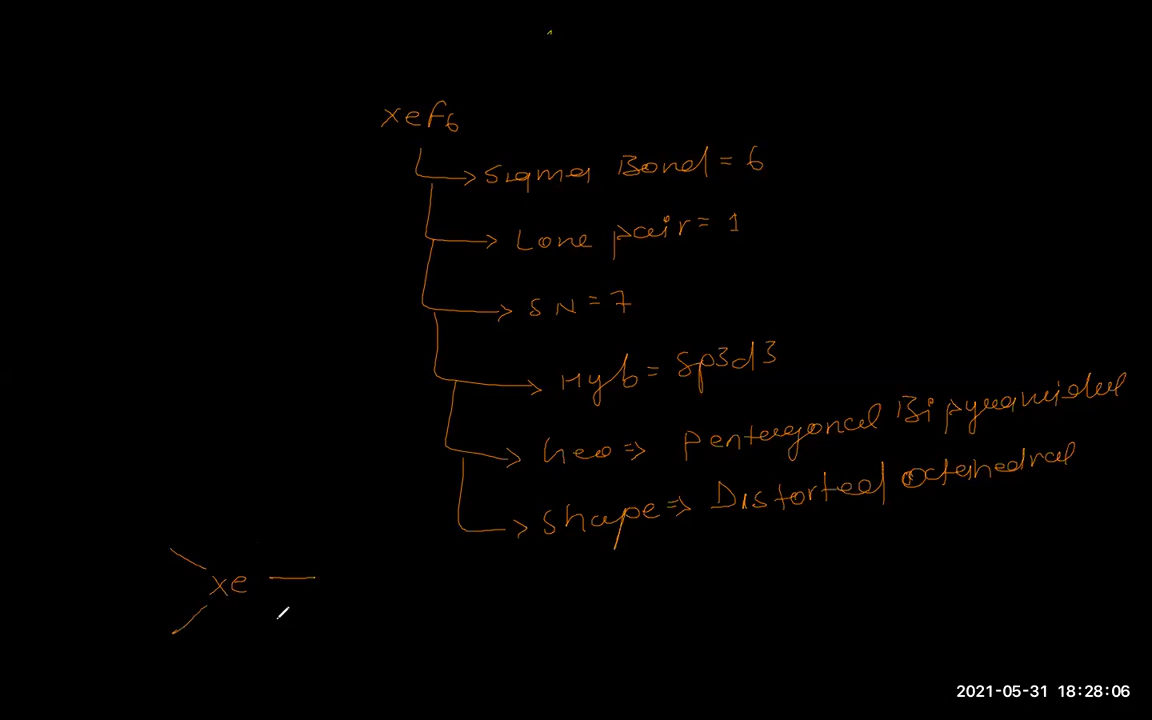 xeF6
Sigma Bond = 6
Lone pair = 1
SN = 7
Hyb = Sp3d3
Geo => Pentagonal Bipyramidal
Shape => Distorted octahedral
xe
2021-05-31 18:28:06